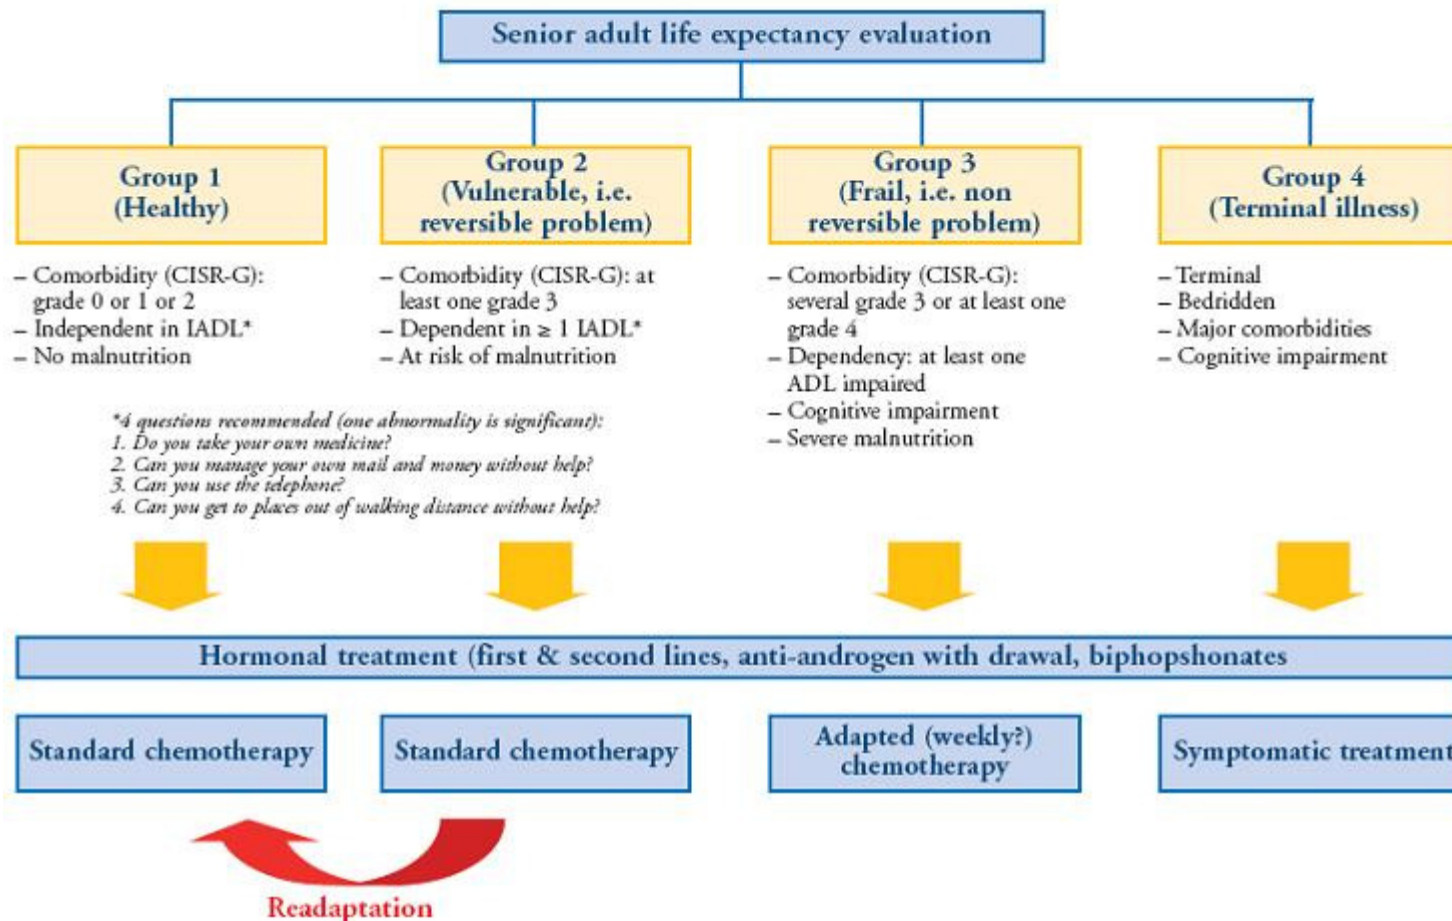 Senior adult life expectancy evaluation
Group 1
(Healthy)
– Comorbidity (CISR-G):
grade 0 or 1 or 2
– Independent in IADL*
– No malnutrition
Group 2
(Vulnerable, i.e.
reversible problem)
– Comorbidity (CISR-G): at
least one grade 3
– Dependent in ≥ 1 IADL*
– At risk of malnutrition
*4 questions recommended (one abnormality is significant):
1. Do you take your own medicine?
2. Can you manage your own mail and money without help?
3. Can you use the telephone?
4. Can you get to places out of walking distance without help?
Group 3
(Frail, i.e. non
reversible problem)
– Comorbidity (CISR-G):
several grade 3 or at least one
grade 4
– Dependency: at least one
ADL impaired
– Cognitive impairment
– Severe malnutrition
Group 4
(Terminal illness)
– Terminal
– Bedridden
– Major comorbidities
– Cognitive impairment
Hormonal treatment (first & second lines, anti-androgen with drawal, biphopshonates
Standard chemotherapy
Standard chemotherapy
Adapted (weekly?)
chemotherapy
Symptomatic treatment
Readaptation